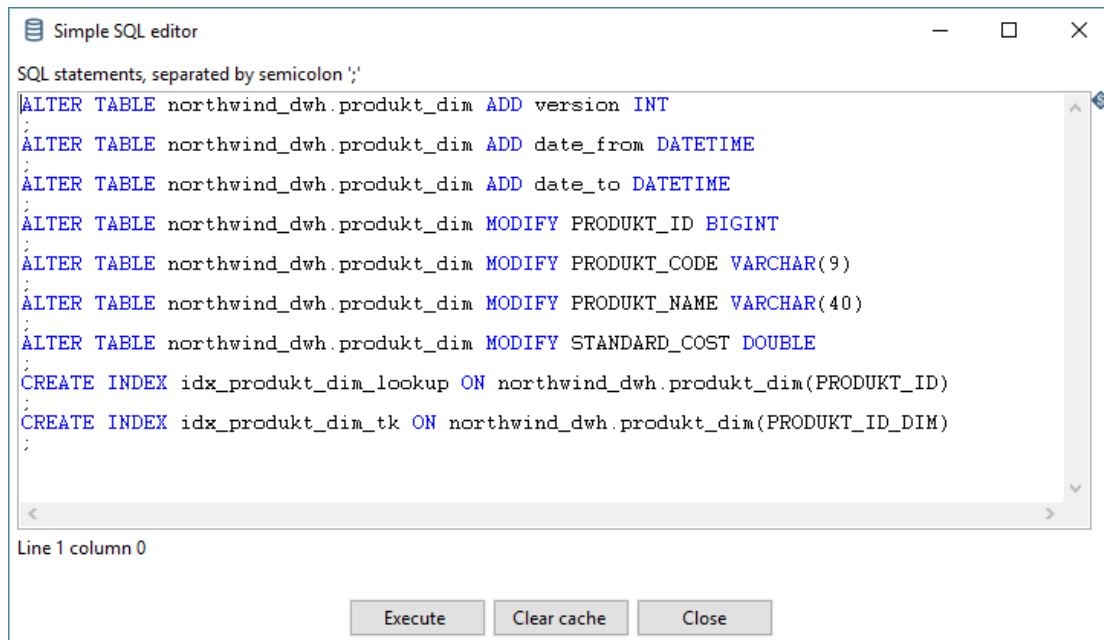 Simple SQL editor
SQL statements, separated by semicolon ';'
ALTER TABLE northwind_dwh.produkt_dim ADD version INT
;
ALTER TABLE northwind_dwh.produkt_dim ADD date_from DATETIME
;
ALTER TABLE northwind_dwh.produkt_dim ADD date_to DATETIME
;
ALTER TABLE northwind_dwh.produkt_dim MODIFY PRODUKT_ID BIGINT
;
ALTER TABLE northwind_dwh.produkt_dim MODIFY PRODUKT_CODE VARCHAR(9)
;
ALTER TABLE northwind_dwh.produkt_dim MODIFY PRODUKT_NAME VARCHAR(40)
;
ALTER TABLE northwind_dwh.produkt_dim MODIFY STANDARD_COST DOUBLE
;
CREATE INDEX idx_produkt_dim_lookup ON northwind_dwh.produkt_dim(PRODUKT_ID)
;
CREATE INDEX idx_produkt_dim_tk ON northwind_dwh.produkt_dim(PRODUKT_ID_DIM)
;
Line 1 column 0
Execute Clear cache Close